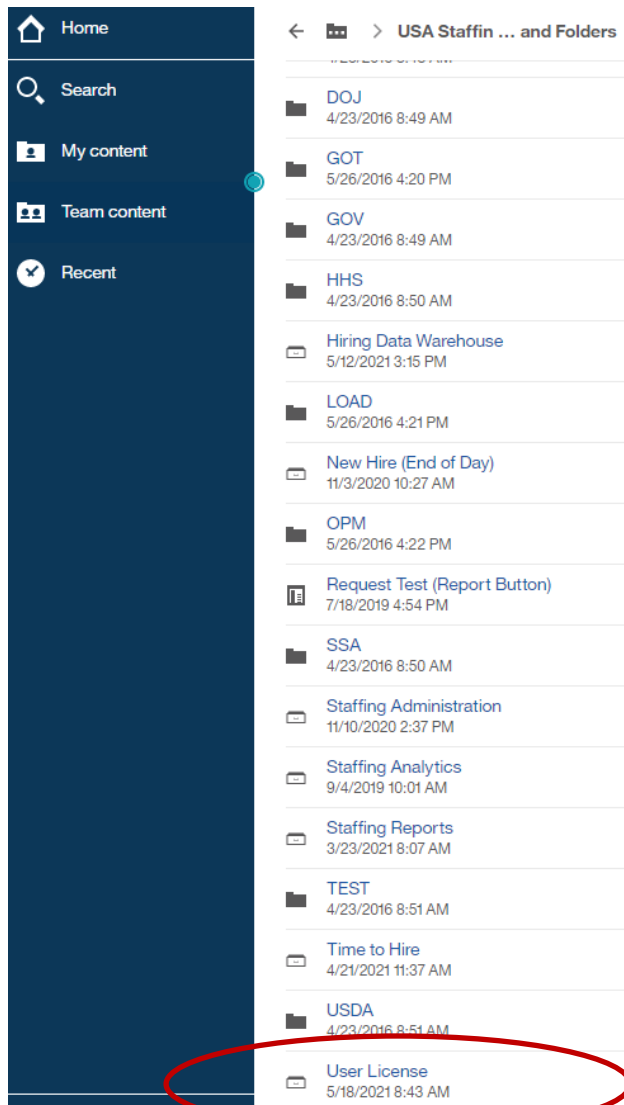 Home
Search
My content
Team content
Recent
USA Staffin ... and Folders
DOJ
4/23/2016 8:49 AM
GOT
5/26/2016 4:20 PM
GOV
4/23/2016 8:49 AM
HHS
4/23/2016 8:50 AM
Hiring Data Warehouse
5/12/2021 3:15 PM
LOAD
5/26/2016 4:21 PM
New Hire (End of Day)
11/3/2020 10:27 AM
OPM
5/26/2016 4:22 PM
Request Test (Report Button)
7/18/2019 4:54 PM
SSA
4/23/2016 8:50 AM
Staffing Administration
11/10/2020 2:37 PM
Staffing Analytics
9/4/2019 10:01 AM
Staffing Reports
3/23/2021 8:07 AM
TEST
4/23/2016 8:51 AM
Time to Hire
4/21/2021 11:37 AM
USDA
4/23/2016 8:51 AM
User License
5/18/2021 8:43 AM